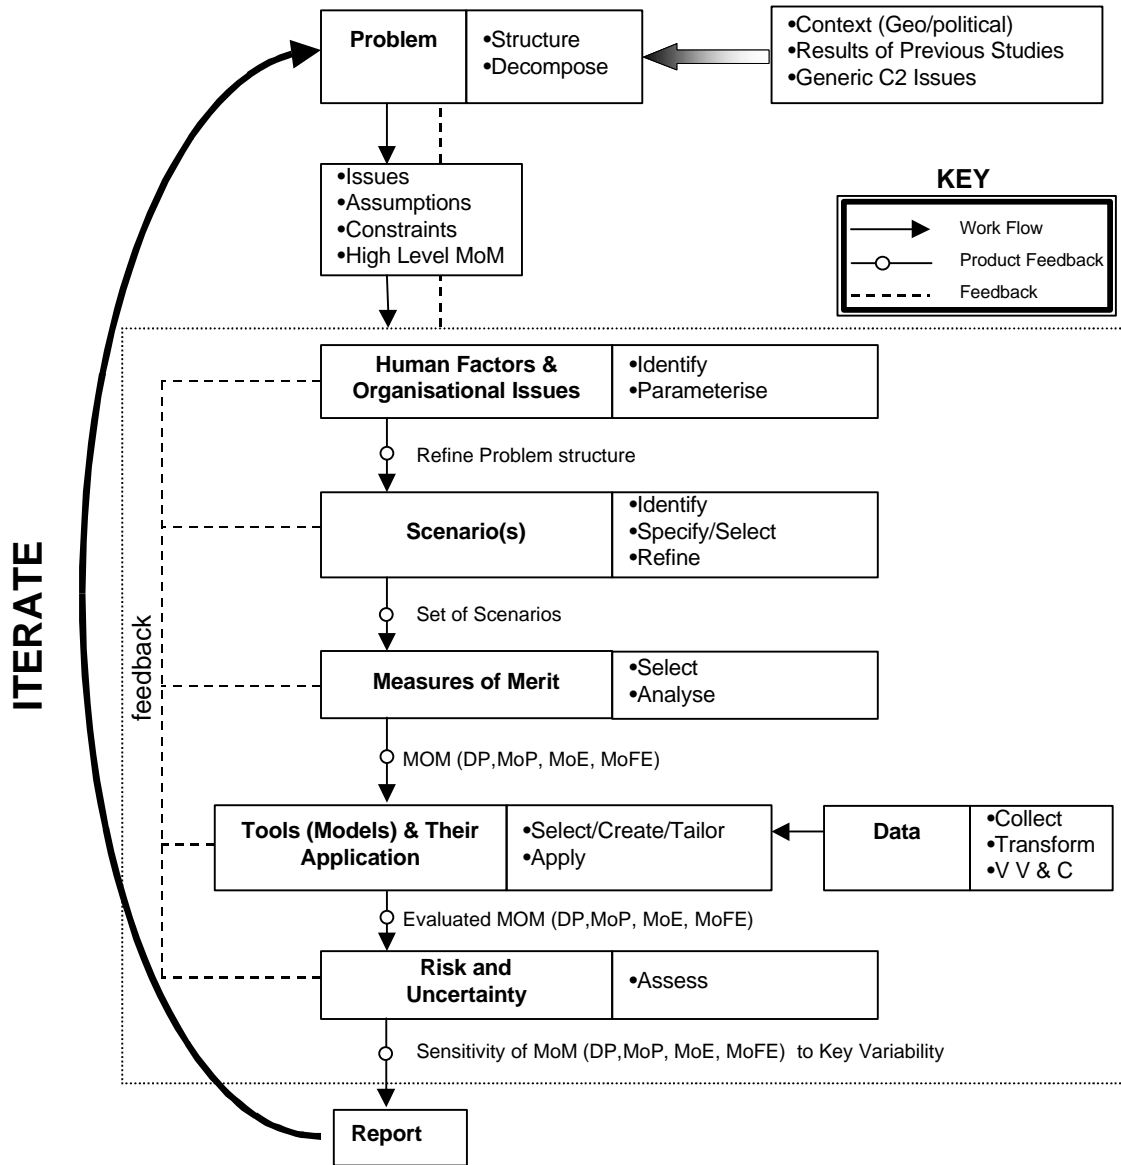 Problem
•Structure
•Decompose
•Context (Geo/political)
•Results of Previous Studies
•Generic C2 Issues
•Issues
•Assumptions
•Constraints
•High Level MoM
KEY
Work Flow
Product Feedback
Feedback
Human Factors &
Organisational Issues
•Identify
•Parameterise
Refine Problem structure
Scenario(s)
•Identify
•Specify/Select
•Refine
Set of Scenarios
Measures of Merit
•Select
•Analyse
MOM (DP,MoP, MoE, MoFE)
Tools (Models) & Their
Application
•Select/Create/Tailor
•Apply
Data
•Collect
•Transform
•V V & C
Evaluated MOM (DP,MoP, MoE, MoFE)
Risk and
Uncertainty
•Assess
Sensitivity of MoM (DP,MoP, MoE, MoFE) to Key Variability
Report
ITERATE
feedback